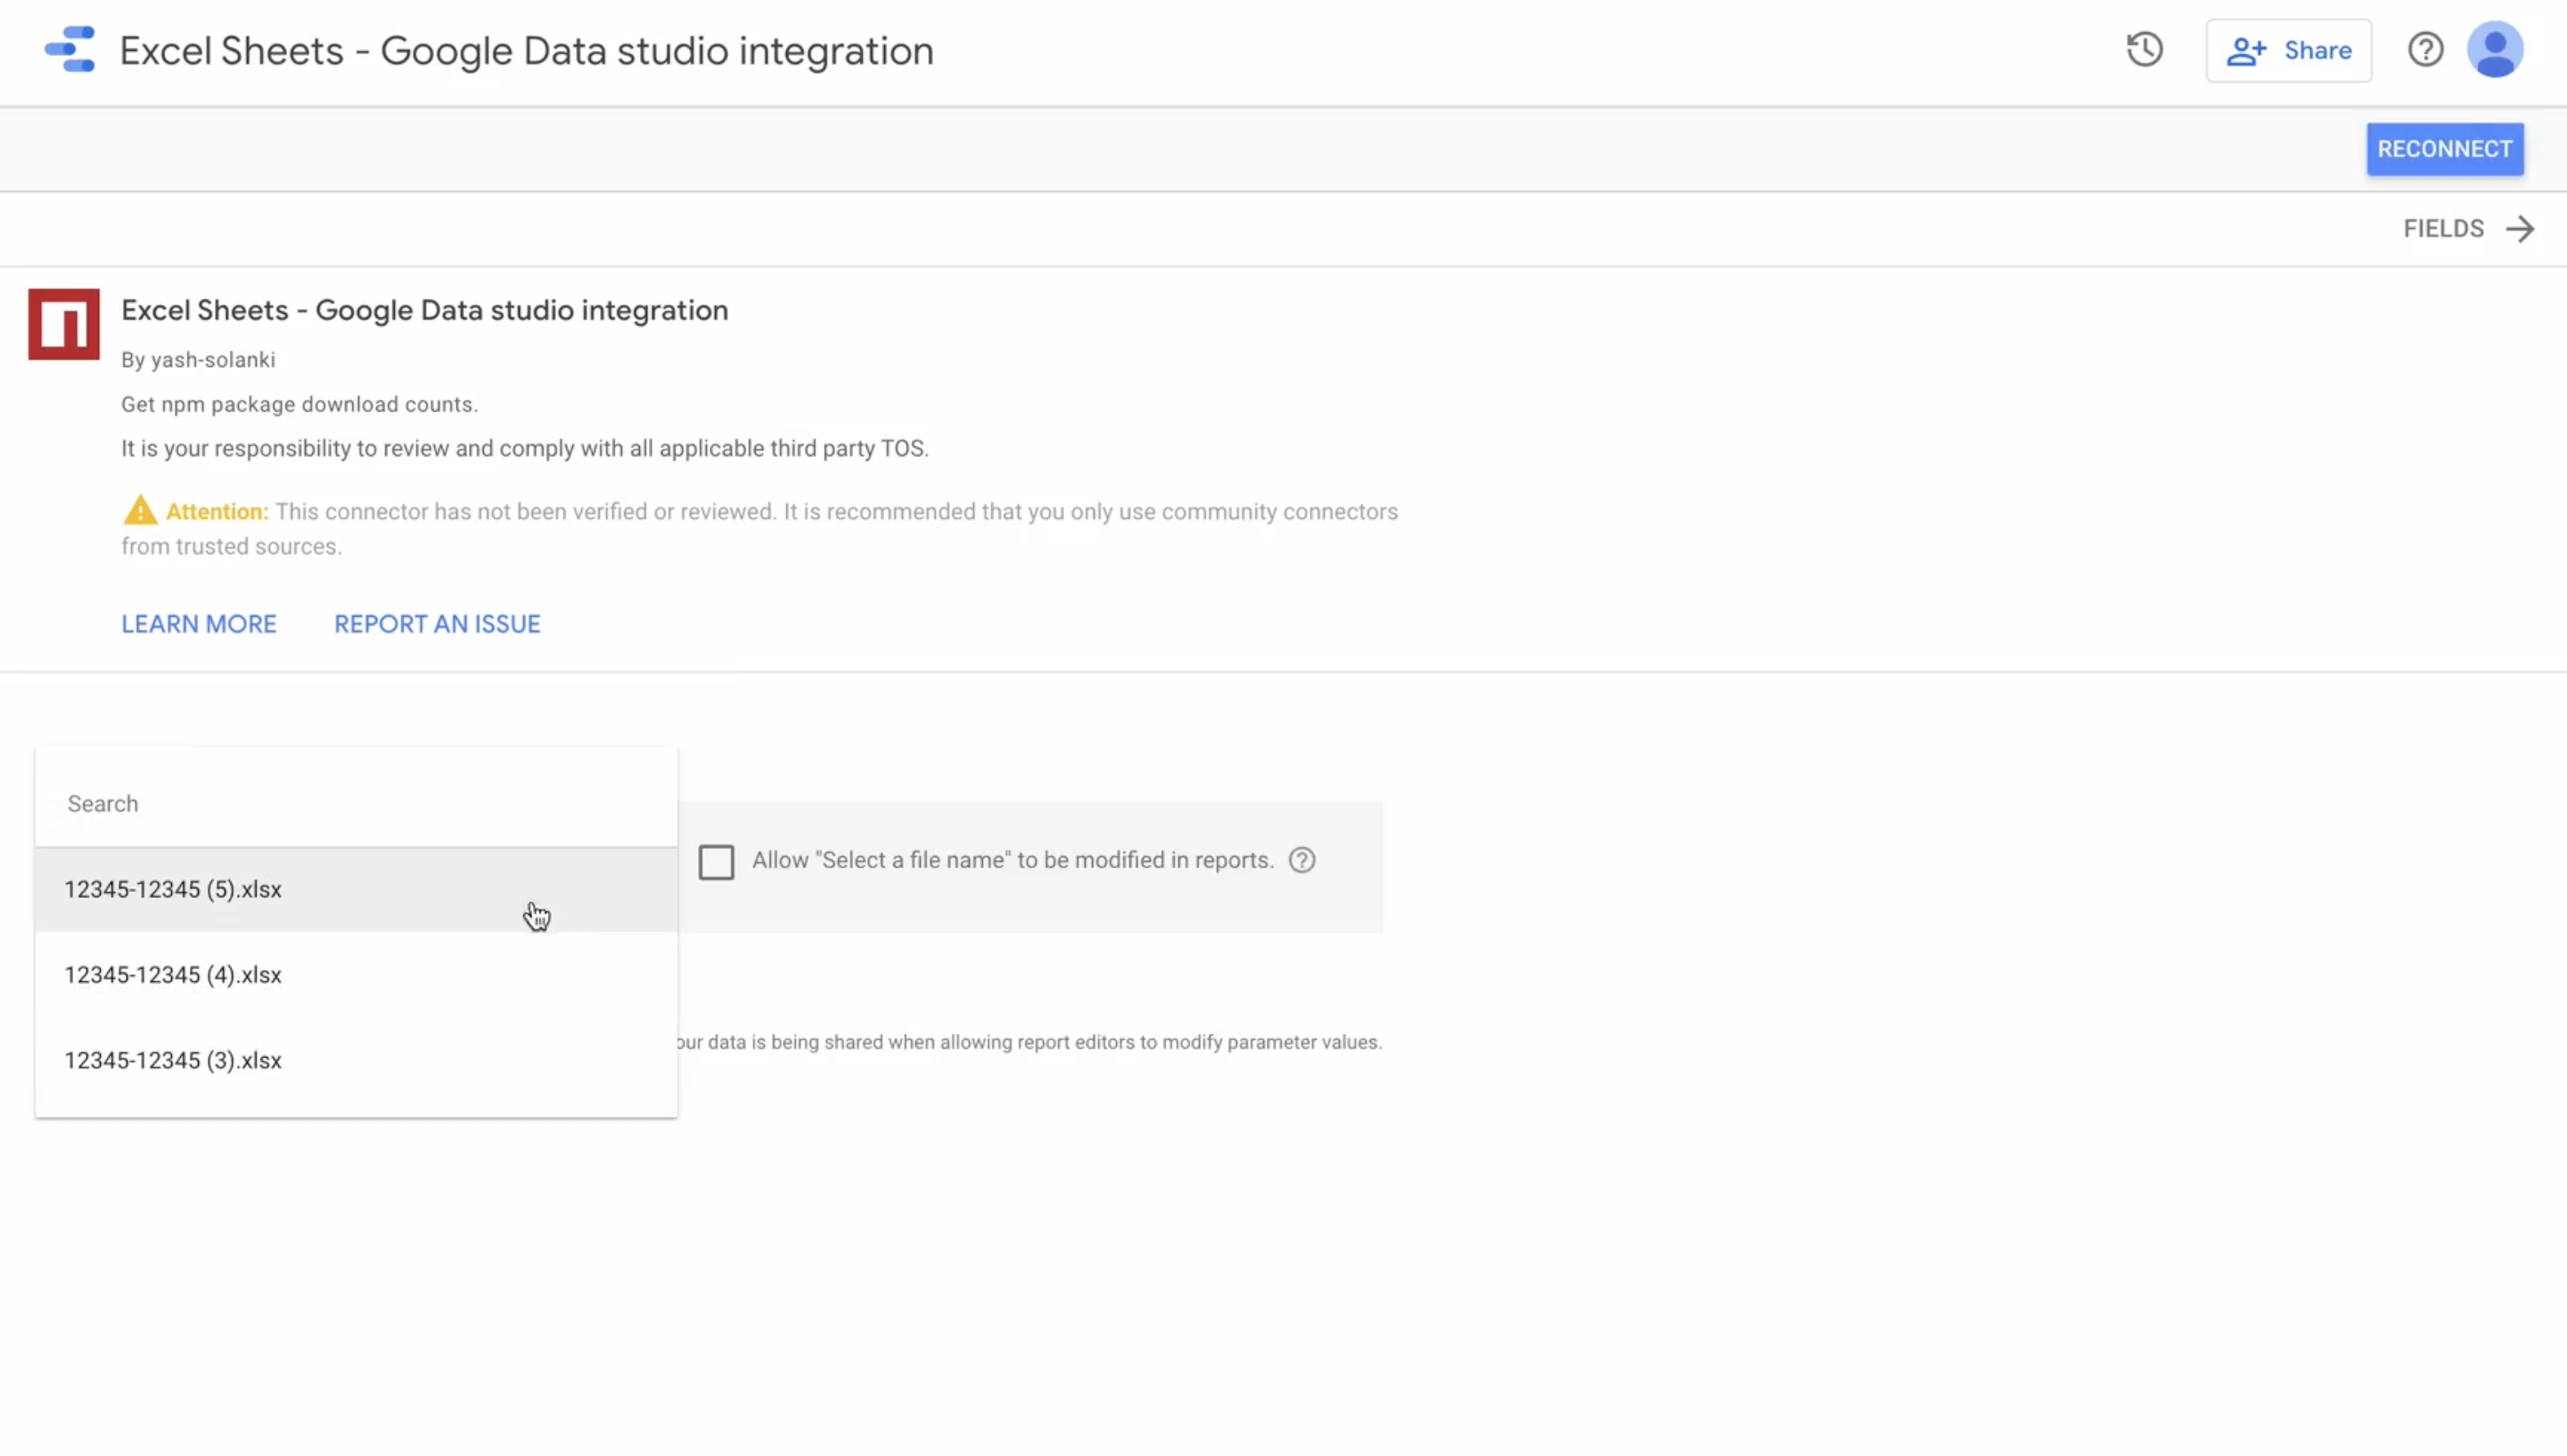 Excel Sheets - Google Data studio integration
Share
RECONNECT
FIELDS
Excel Sheets - Google Data studio integration
By yash-solanki
Get npm package download counts.
It is your responsibility to review and comply with all applicable third party TOS.
Attention: This connector has not been verified or reviewed. It is recommended that you only use community connectors
from trusted sources.
LEARN MORE REPORT AN ISSUE
Search
Allow "Select a file name" to be modified in reports.
12345-12345 (5).xlsx
12345-12345 (4).xlsx
our data is being shared when allowing report editors to modify parameter values.
12345-12345 (3).xlsx